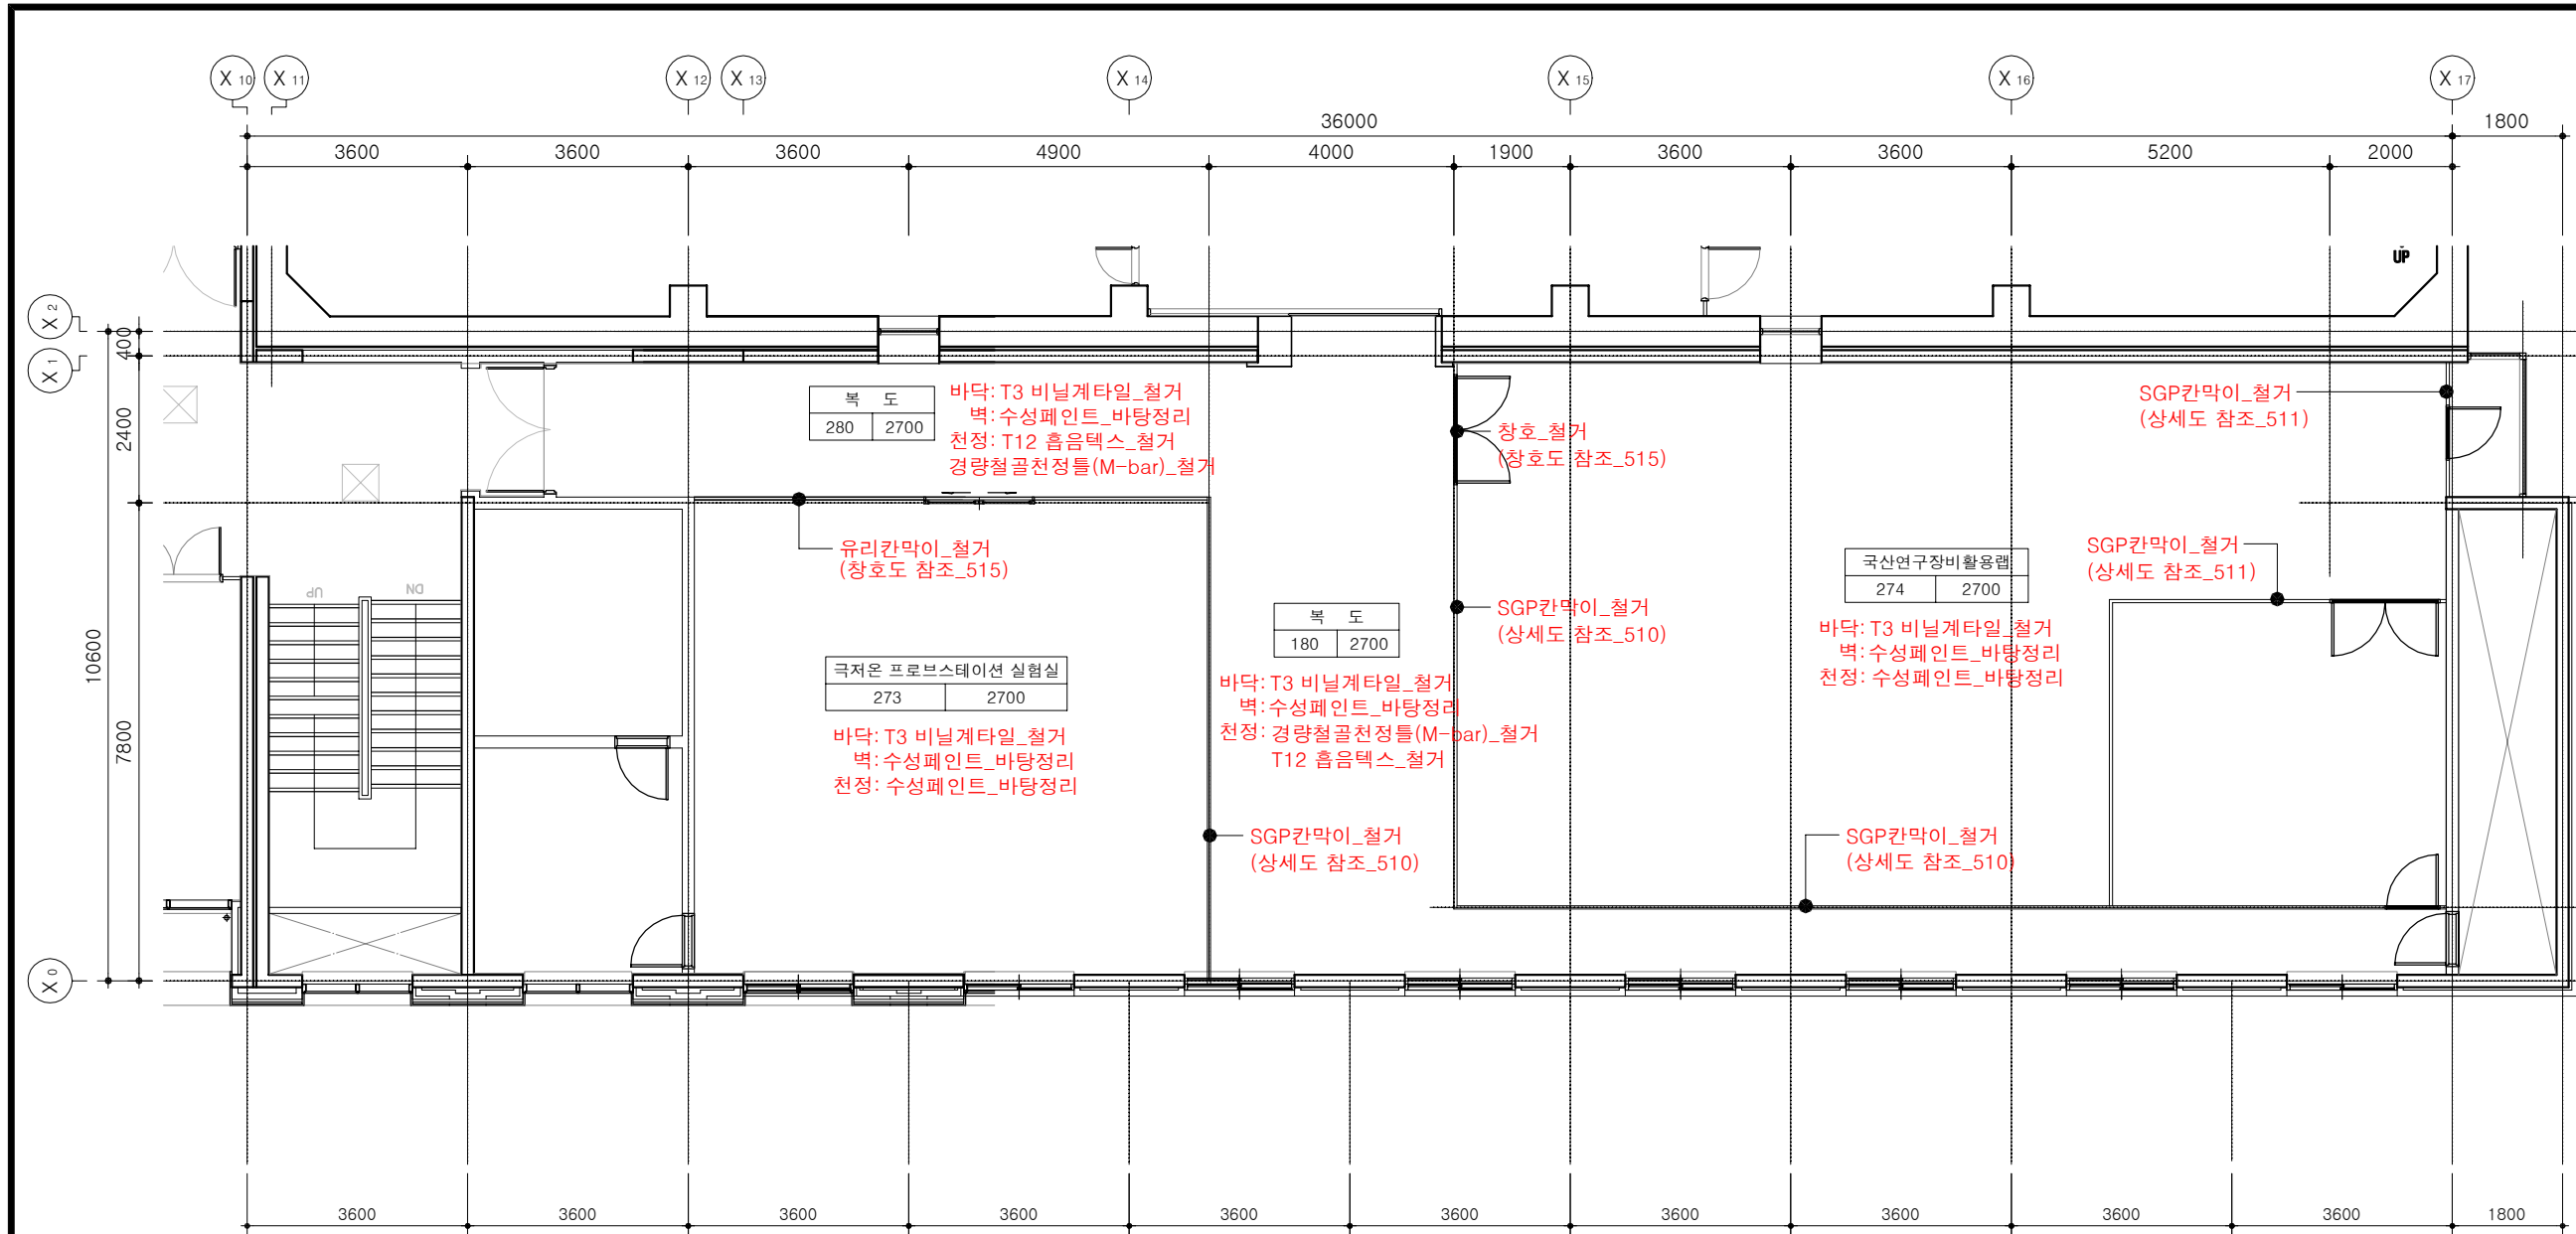 X 10 X 11 X 12 X 13 X 14 X 15 X 16 X 17
36000 1800
3600 3600 3600 4900 4000 1900 3600 3600 5200 2000
UP
X 2
X 1
400
2400
7800
10600
X 0
복 도
280 2700
바닥: T3 비닐계타일_철거
벽: 수성페인트_바탕정리
천정: T12 흡음텍스_철거
경량철골천정틀(M-bar)_철거
창호_철거
(창호도 참조_515)
SGP칸막이_철거
(상세도 참조_511)
유리칸막이_철거
(창호도 참조_515)
UP DN
국산연구장비활용랩
274 2700
바닥: T3 비닐계타일_철거
벽: 수성페인트_바탕정리
천정: 수성페인트_바탕정리
SGP칸막이_철거
(상세도 참조_511)
SGP칸막이_철거
(상세도 참조_510)
복 도
180 2700
바닥: T3 비닐계타일_철거
벽: 수성페인트_바탕정리
천정: 경량철골천정틀(M-bar)_철거
T12 흡음텍스_철거
극저온 프로브스테이션 실험실
273 2700
바닥: T3 비닐계타일_철거
벽: 수성페인트_바탕정리
천정: 수성페인트_바탕정리
SGP칸막이_철거
(상세도 참조_510)
SGP칸막이_철거
(상세도 참조_510)
3600 3600 3600 3600 3600 3600 3600 3600 3600 3600 1800